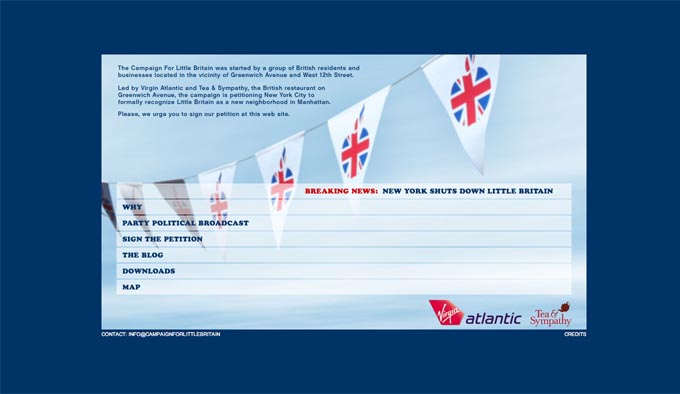 The Campaign For Little Britain was started by a group of British residents and
businesses located in the vicinity of Greenwich Avenue and West 12th Street.
Led by Virgin Atlantic and Tea & Sympathy, the British restaurant on
Greenwich Avenue, the campaign is petitioning New York City to
formally recognize Little Britain as a new neighborhood in Manhattan.
Please, we urge you to sign our petition at this web site.
BREAKING NEWS: NEW YORK SHUTS DOWN LITTLE BRITAIN
WHY
PARTY POLITICAL BROADCAST
SIGN THE PETITION
THE BLOG
DOWNLOADS
MAP
Virgin atlantic
Tea &
Sympathy
CONTACT: INFO@CAMPAIGNFORLITTLEBRITAIN
CREDITS